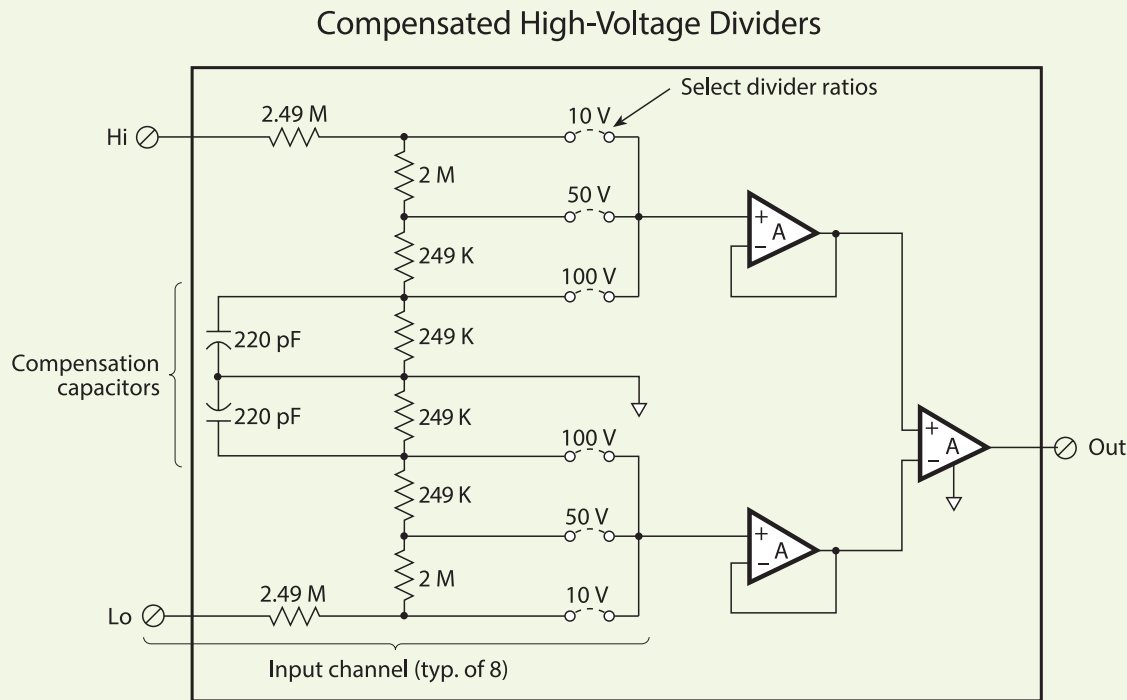 Compensated High-Voltage Dividers
Select divider ratios
2.49 M
10 V
Hi
2 M
50 V
+
A
−
249 K
100 V
220 pF
249 K
Compensation
capacitors
220 pF
249 K
100 V
+
A
−
Out
249 K
50 V
+
A
−
2 M
2.49 M
10 V
Lo
Input channel (typ. of 8)